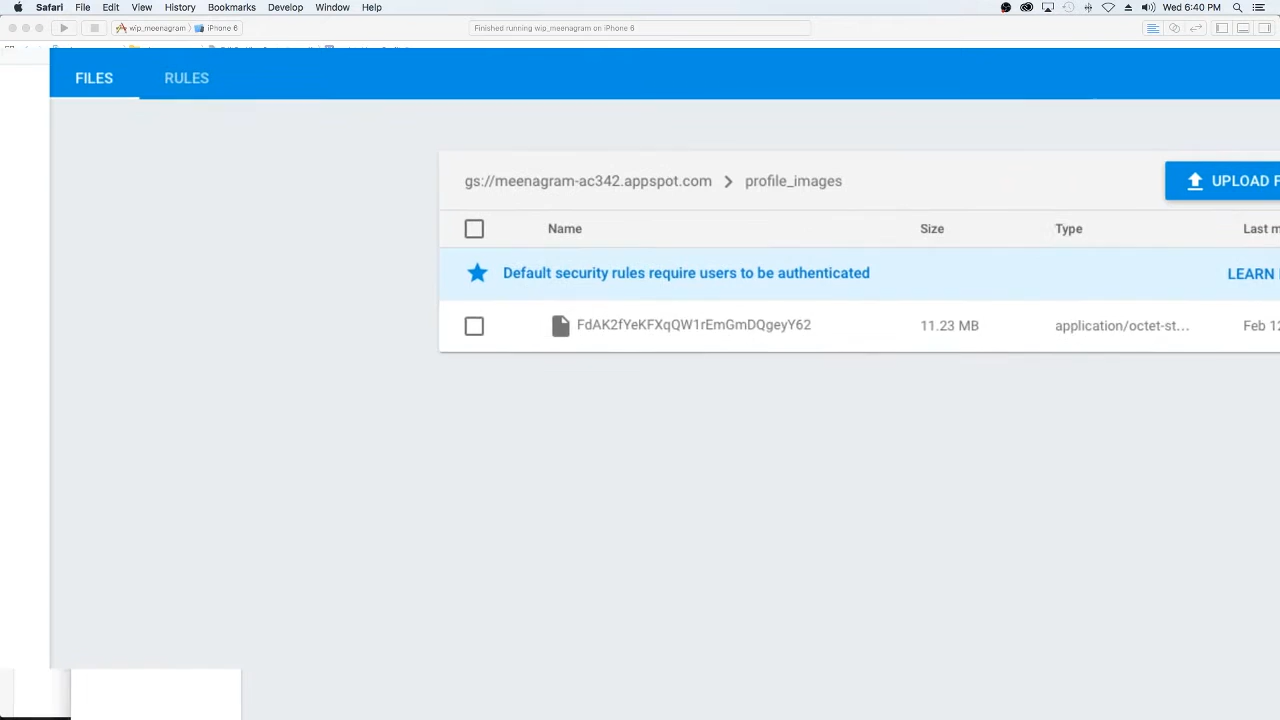 Safari File Edit View History Bookmarks Develop Window Help Wed 6:40 PM
wip_meenagram iPhone 6 Finished running wip_meenagram on iPhone 6
FILES RULES
gs://meenagram-ac342.appspot.com profile_images UPLOAD F
Name Size Type Last m
Default security rules require users to be authenticated LEARN
FdAK2fYeKFXqQW1rEmGmDQgeyY62 11.23 MB application/octet-st... Feb 12